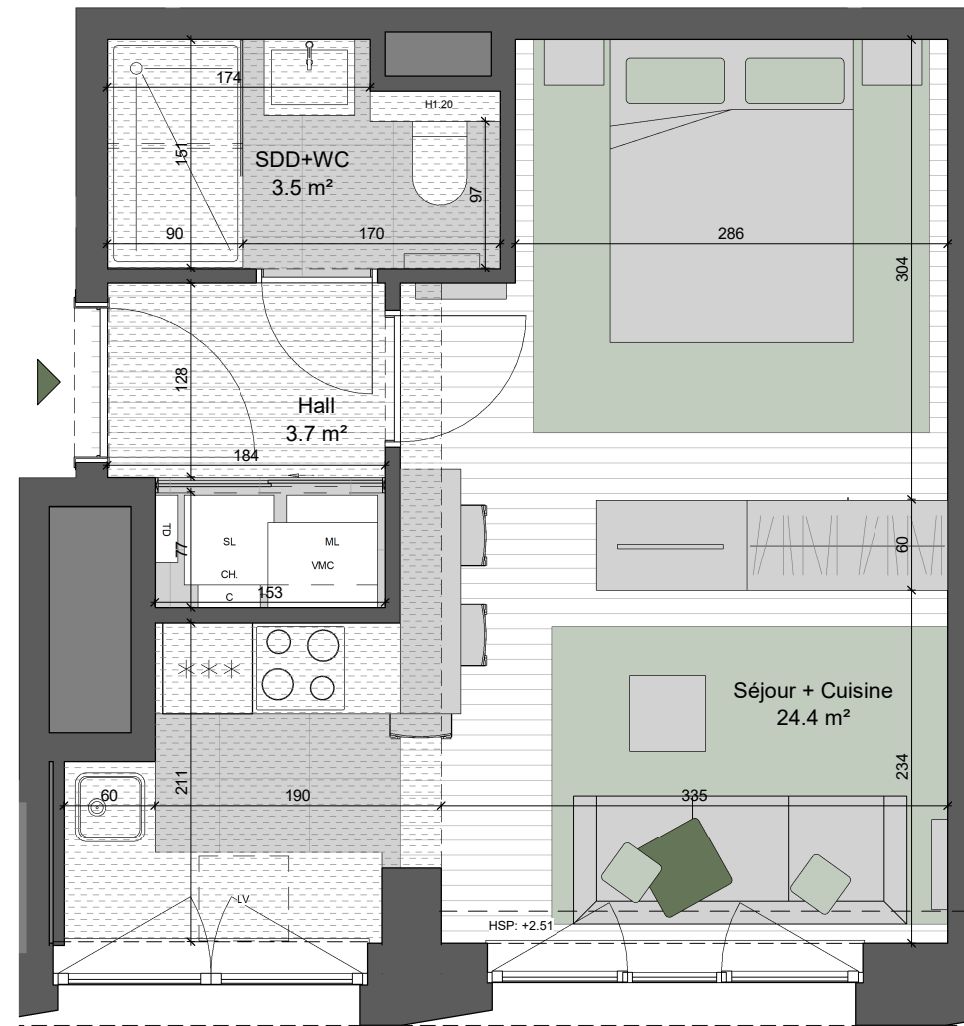 174
H1.20
151
SDD+WC
3.5 m²
97
90
170
286
304
128
Hall
3.7 m²
184
TD
SL
ML
77
CH.
VMC
60
C
153
Séjour + Cuisine
24.4 m²
211
234
60
190
335
LV
HSP: +2.51